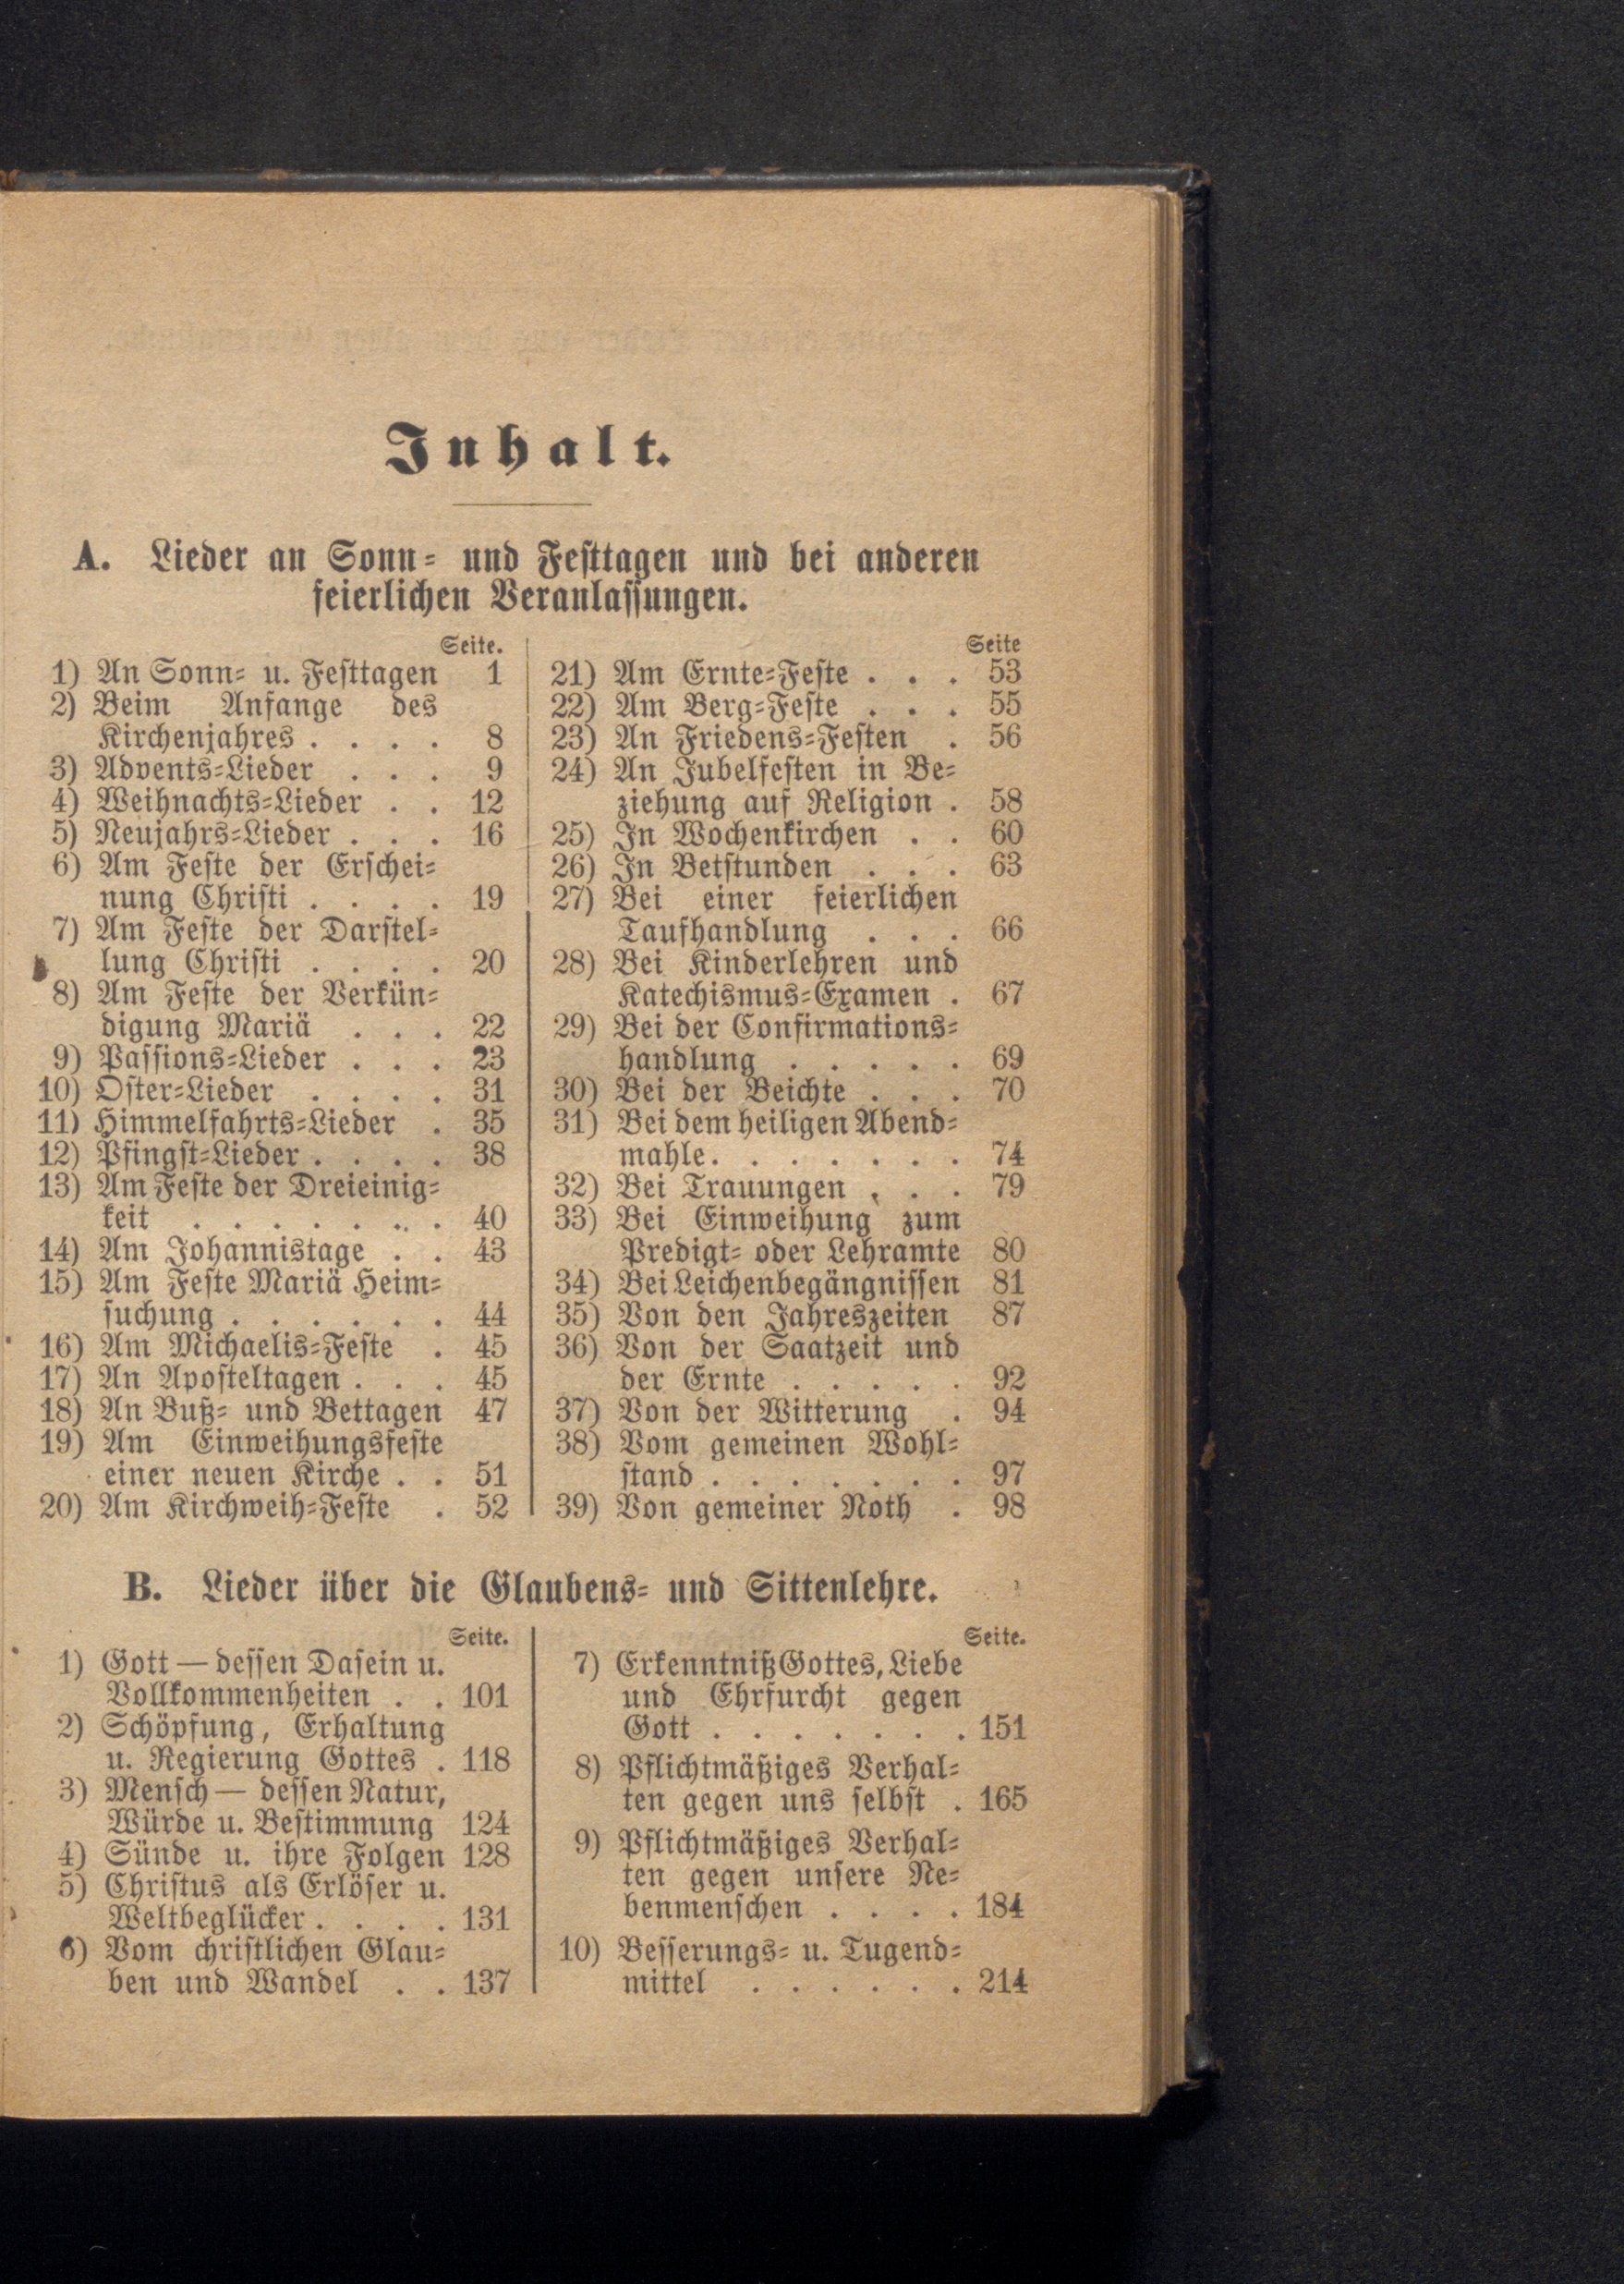 Inhalt.
A. Lieder an Sonn- und Festtagen und bei anderen
feierlichen Veranlassungen.
Seite.
1) An Sonn- u. Festtagen 1
2) Beim Anfange des
Kirchenjahres . . . . 8
3) Advents-Lieder . . . 9
4) Weihnachts-Lieder . . 12
5) Neujahrs-Lieder . . . 16
6) Am Feste der Erschei-
nung Christi . . . . 19
7) Am Feste der Darstel-
lung Christi . . . . 20
8) Am Feste der Verkün-
digung Mariä . . . 22
9) Passions-Lieder . . . 23
10) Oster-Lieder . . . . 31
11) Himmelfahrts-Lieder . 35
12) Pfingst-Lieder . . . . 38
13) Am Feste der Dreieinig-
keit . . . . . . . 40
14) Am Johannistage . . 43
15) Am Feste Mariä Heim-
suchung . . . . . . 44
16) Am Michaelis-Feste . 45
17) An Aposteltagen . . . 45
18) An Buß- und Bettagen 47
19) Am Einweihungsfeste
einer neuen Kirche . . 51
20) Am Kirchweih-Feste . 52
Seite
21) Am Ernte-Feste . . . 53
22) Am Berg-Feste . . . 55
23) An Friedens-Festen . 56
24) An Jubelfesten in Be-
ziehung auf Religion . 58
25) In Wochenkirchen . . 60
26) In Betstunden . . . 63
27) Bei einer feierlichen
Taufhandlung . . . 66
28) Bei Kinderlehren und
Katechismus-Examen . 67
29) Bei der Confirmations-
handlung . . . . . 69
30) Bei der Beichte . . . 70
31) Bei dem heiligen Abend-
mahle . . . . . . . 74
32) Bei Trauungen . . . 79
33) Bei Einweihung zum
Predigt- oder Lehramte 80
34) Bei Leichenbegängnissen 81
35) Von den Jahreszeiten 87
36) Von der Saatzeit und
der Ernte . . . . . 92
37) Von der Witterung . 94
38) Vom gemeinen Wohl-
stand . . . . . . . 97
39) Von gemeiner Noth . 98
B. Lieder über die Glaubens- und Sittenlehre.
Seite.
1) Gott — dessen Dasein u.
Vollkommenheiten . . 101
2) Schöpfung, Erhaltung
u. Regierung Gottes . 118
3) Mensch — dessen Natur,
Würde u. Bestimmung 124
4) Sünde u. ihre Folgen 128
5) Christus als Erlöser u.
Weltbeglücker . . . . 131
6) Vom christlichen Glau-
ben und Wandel . . 137
Seite.
7) Erkenntniß Gottes, Liebe
und Ehrfurcht gegen
Gott . . . . . . . 151
8) Pflichtmäßiges Verhal-
ten gegen uns selbst . 165
9) Pflichtmäßiges Verhal-
ten gegen unsere Ne-
benmenschen . . . . 184
10) Besserungs- u. Tugend-
mittel . . . . . . 214